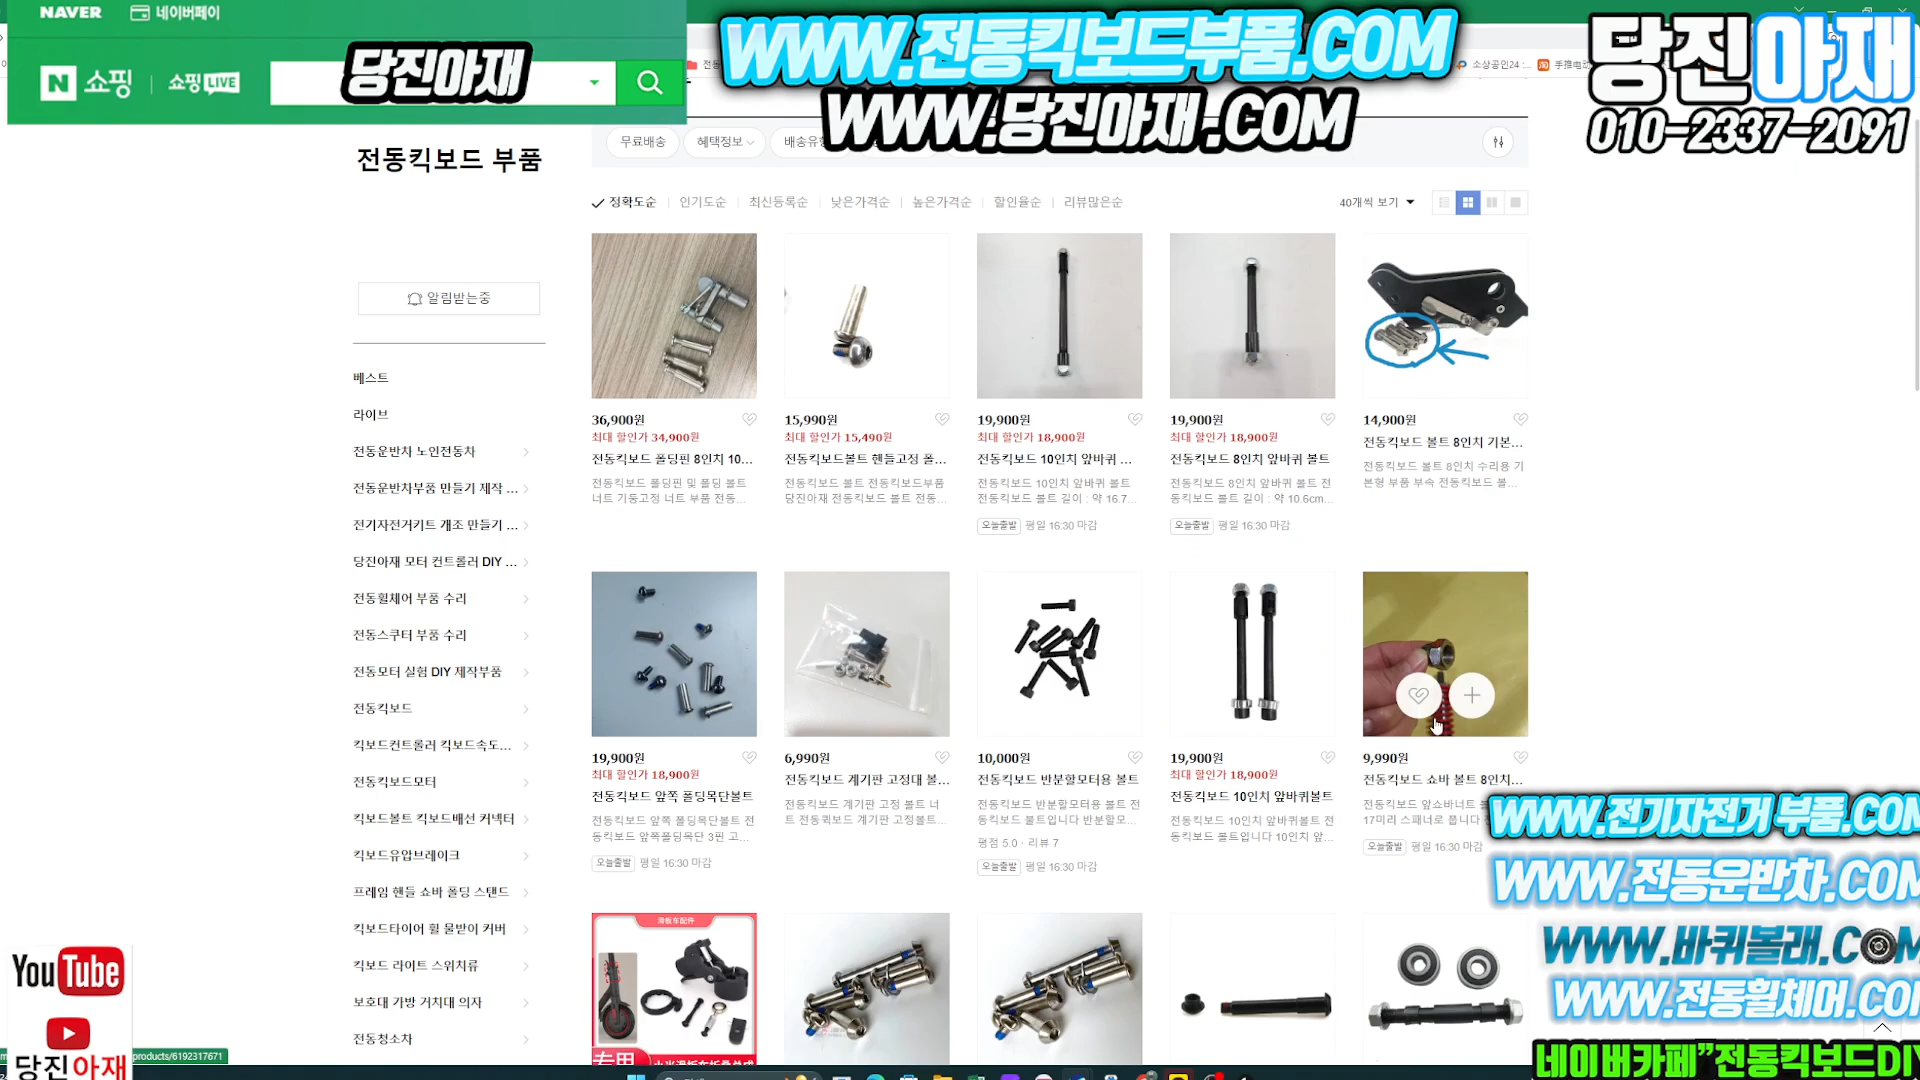 NAVER 네이버페이
N 쇼핑 | 쇼핑LIVE
당진아재
WWW.전동킥보드부품.COM
WWW.당진아재.COM
당진아재
010-2337-2091
소상공인24 :...
手推电动
전동킥보드 부품
알림받는중
베스트
라이브
전동운반차 노인전동차
전동운반차부품 만들기 제작 ...
전기자전거키트 개조 만들기 ...
당진아재 모터 컨트롤러 DIY ...
전동휠체어 부품 수리
전동스쿠터 부품 수리
전동모터 실험 DIY 제작부품
전동킥보드
킥보드컨트롤러 킥보드속도...
전동킥보드모터
킥보드볼트 킥보드배선 커넥터
킥보드유압브레이크
프레임 핸들 쇼바 폴딩 스탠드
킥보드타이어 휠 물받이 커버
킥보드 라이트 스위치류
보호대 가방 거치대 의자
전동청소차
무료배송
혜택정보
배송유형
정확도순 | 인기도순 | 최신등록순 | 낮은가격순 | 높은가격순 | 할인율순 | 리뷰많은순
40개씩 보기
36,900원
최대 할인가 34,900원
전동킥보드 폴딩핀 8인치 10...
전동킥보드 폴딩핀 및 폴딩 볼트
너트 기둥고정 너트 부품 전동...
15,990원
최대 할인가 15,490원
전동킥보드볼트 핸들고정 폴...
전동킥보드 볼트 전동킥보드부품
당진아재 전동킥보드 볼트 전동...
19,900원
최대 할인가 18,900원
전동킥보드 10인치 앞바퀴 ...
전동킥보드 10인치 앞바퀴 볼트
전동킥보드 볼트 길이 : 약 16.7...
오늘출발 평일 16:30 마감
19,900원
최대 할인가 18,900원
전동킥보드 8인치 앞바퀴 볼트
전동킥보드 8인치 앞바퀴 볼트 전
동킥보드 볼트 길이 : 약 10.6cm...
오늘출발 평일 16:30 마감
14,900원
전동킥보드 볼트 8인치 기본...
전동킥보드 볼트 8인치 수리용 기
본형 부품 부속 전동킥보드 볼...
19,900원
최대 할인가 18,900원
전동킥보드 앞쪽 폴딩목단볼트
전동킥보드 앞쪽 폴딩목단볼트 전
동킥보드 앞쪽폴딩목단 3핀 고...
오늘출발 평일 16:30 마감
6,990원
전동킥보드 계기판 고정대 볼...
전동킥보드 계기판 고정 볼트 너
트 전동퀵보드 계기판 고정볼트...
10,000원
전동킥보드 반분할모터용 볼트
전동킥보드 반분할모터용 볼트 전
동킥보드 볼트입니다 반분할모...
평점 5.0 · 리뷰 7
오늘출발 평일 16:30 마감
19,900원
최대 할인가 18,900원
전동킥보드 10인치 앞바퀴볼트
전동킥보드 10인치 앞바퀴볼트 전
동킥보드 볼트입니다 10인치 앞...
9,990원
전동킥보드 쇼바 볼트 8인치...
전동킥보드 앞쇼바너트
17미리 스패너로 풉니다
오늘출발 평일 16:30 마감
滑板车配件
专用
WWW.전기자전거 부품.COM
WWW.전동운반차.COM
WWW.바퀴볼래.COM
WWW.전동휠체어.COM
네이버카페"전동킥보드DIY
YouTube
당진아재
products/6192317671